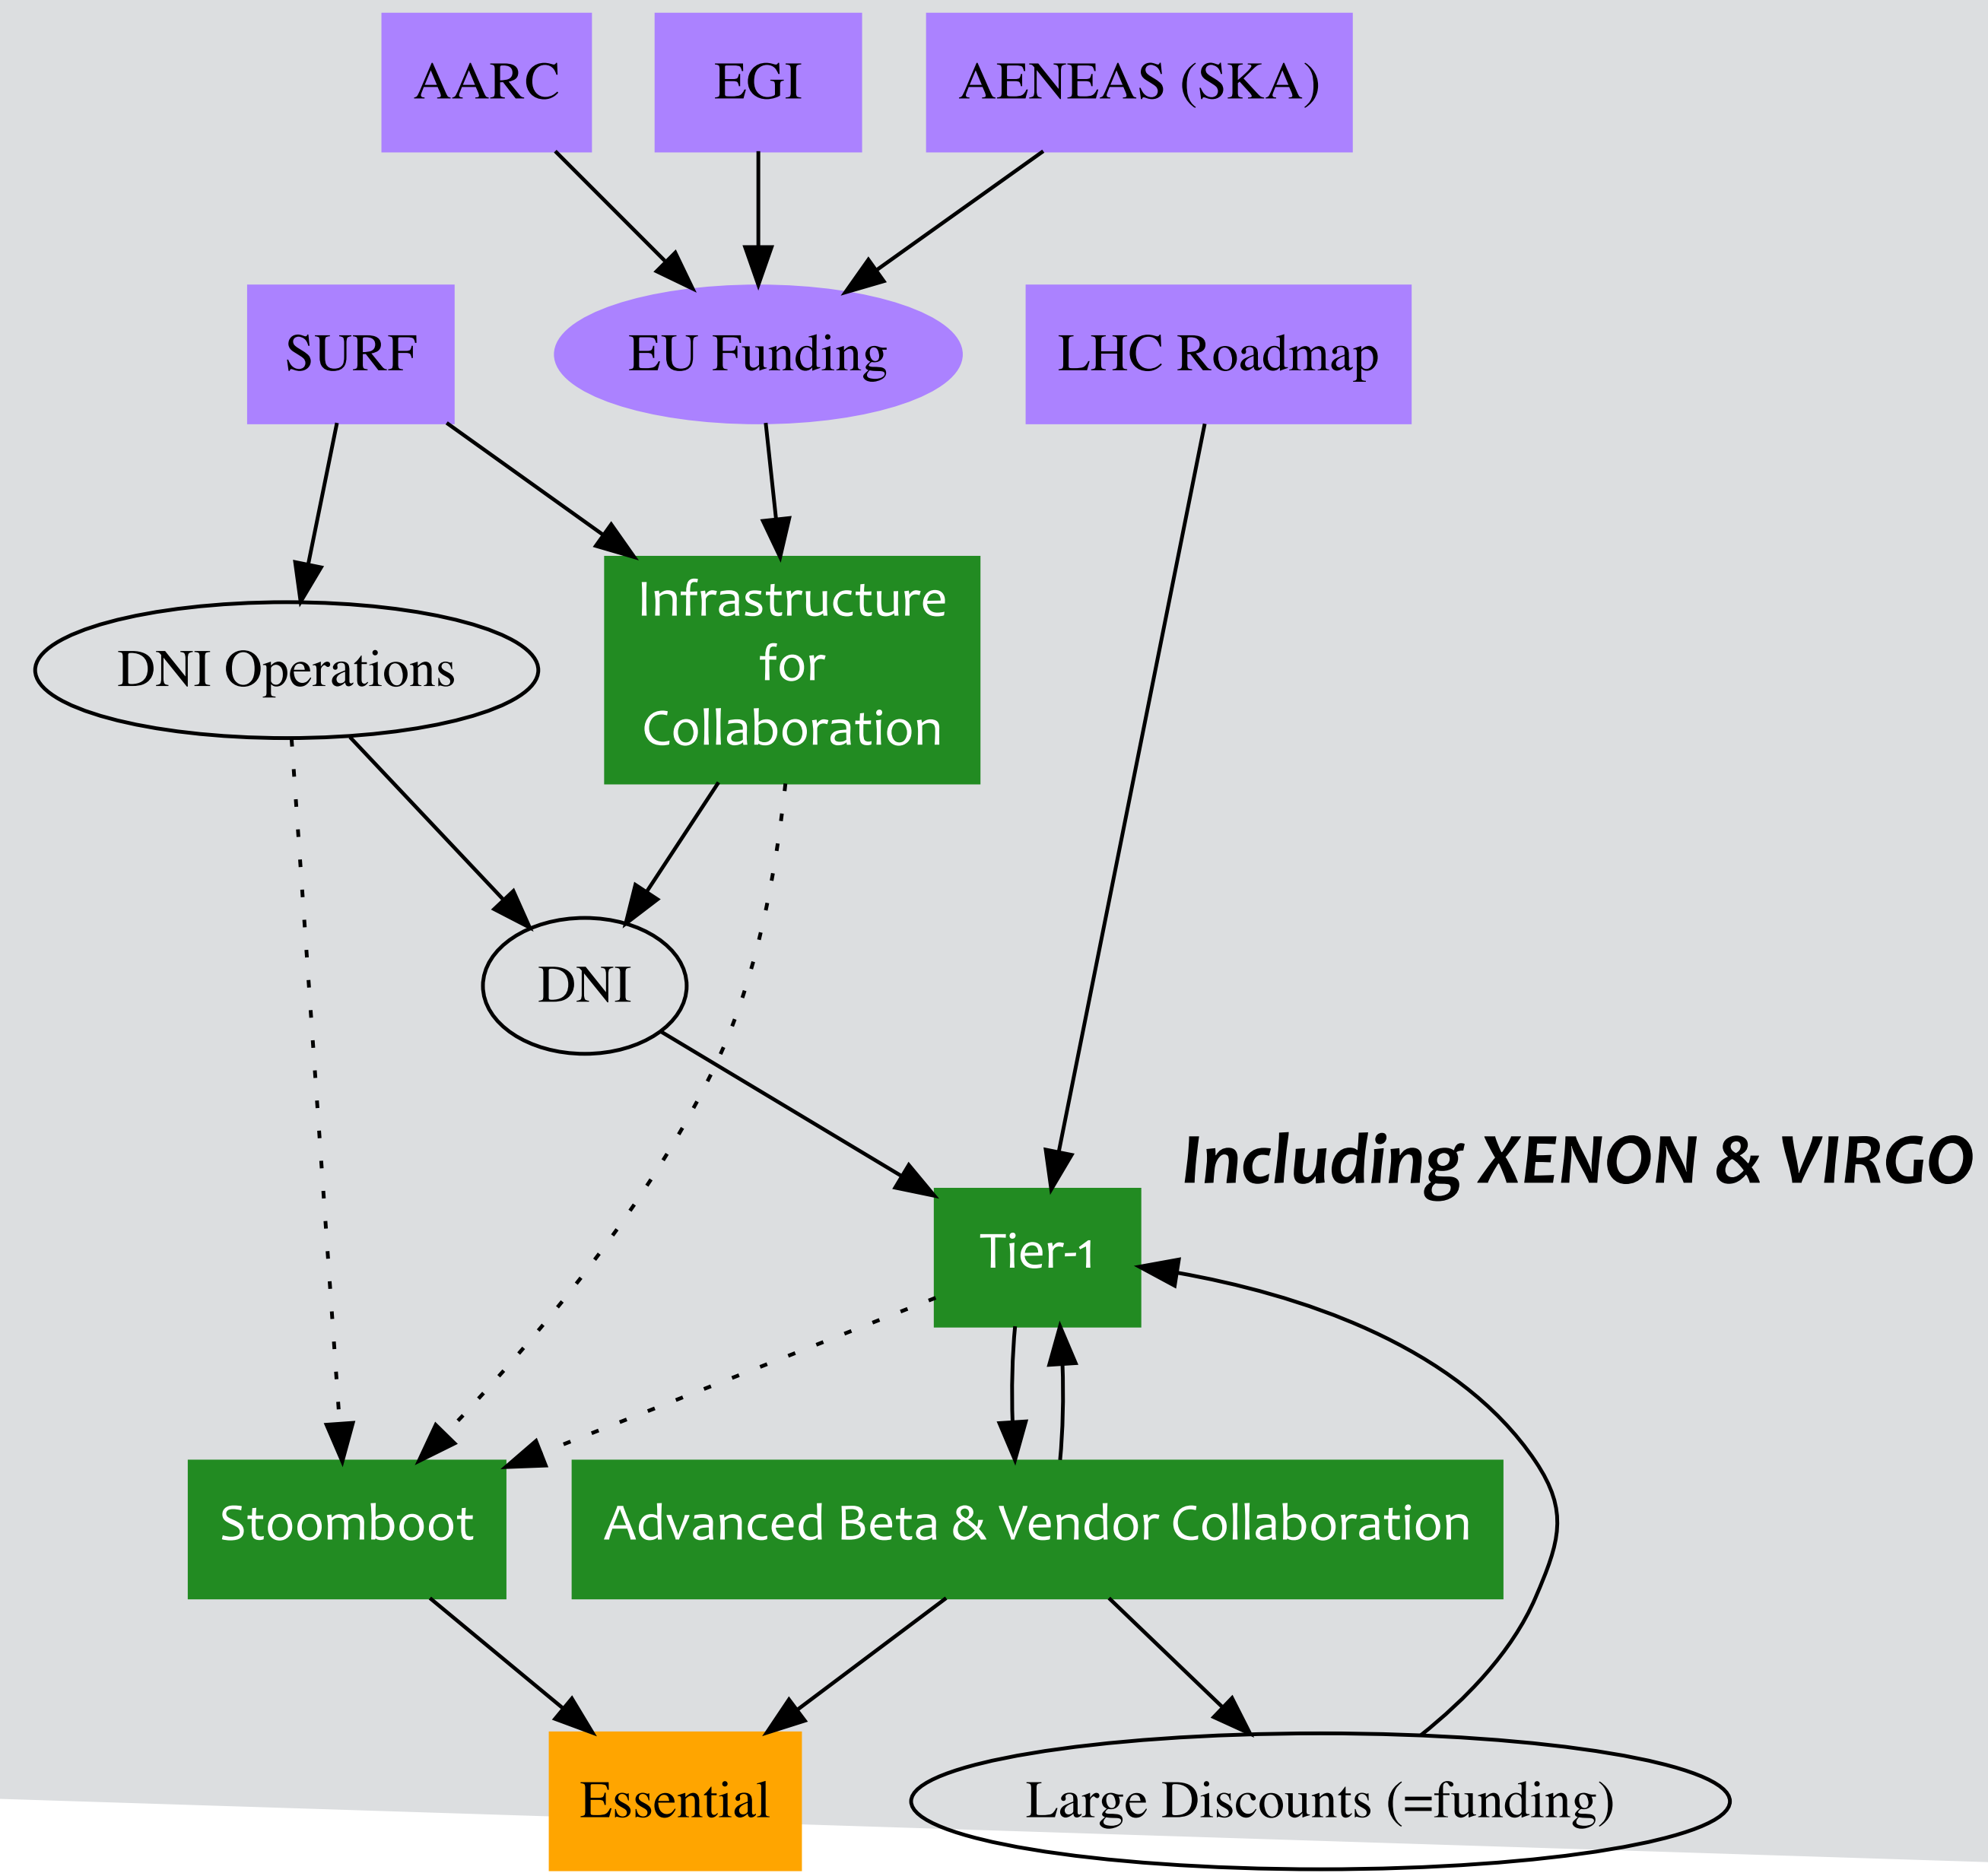 AARC
EGI
AENEAS (SKA)
SURF
EU Funding
LHC Roadmap
DNI Operations
Infrastructure
for
Collaboration
DNI
Including XENON & VIRGO
Tier-1
Stoomboot
Advanced Beta & Vendor Collaboration
Essential
Large Discounts (=funding)